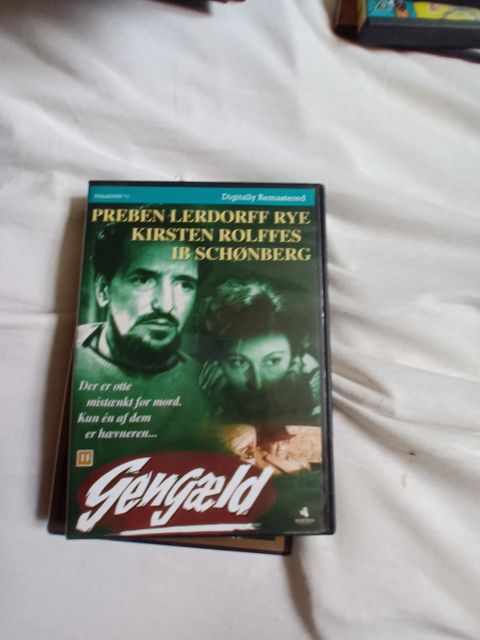 Digitally Remastered
PREBEN LERDORFF RYE
KIRSTEN ROLFFES
IB SCHØNBERG
Der er otte
mistænkt for mord.
Kun én af dem
er hævneren...
11
Gengæld